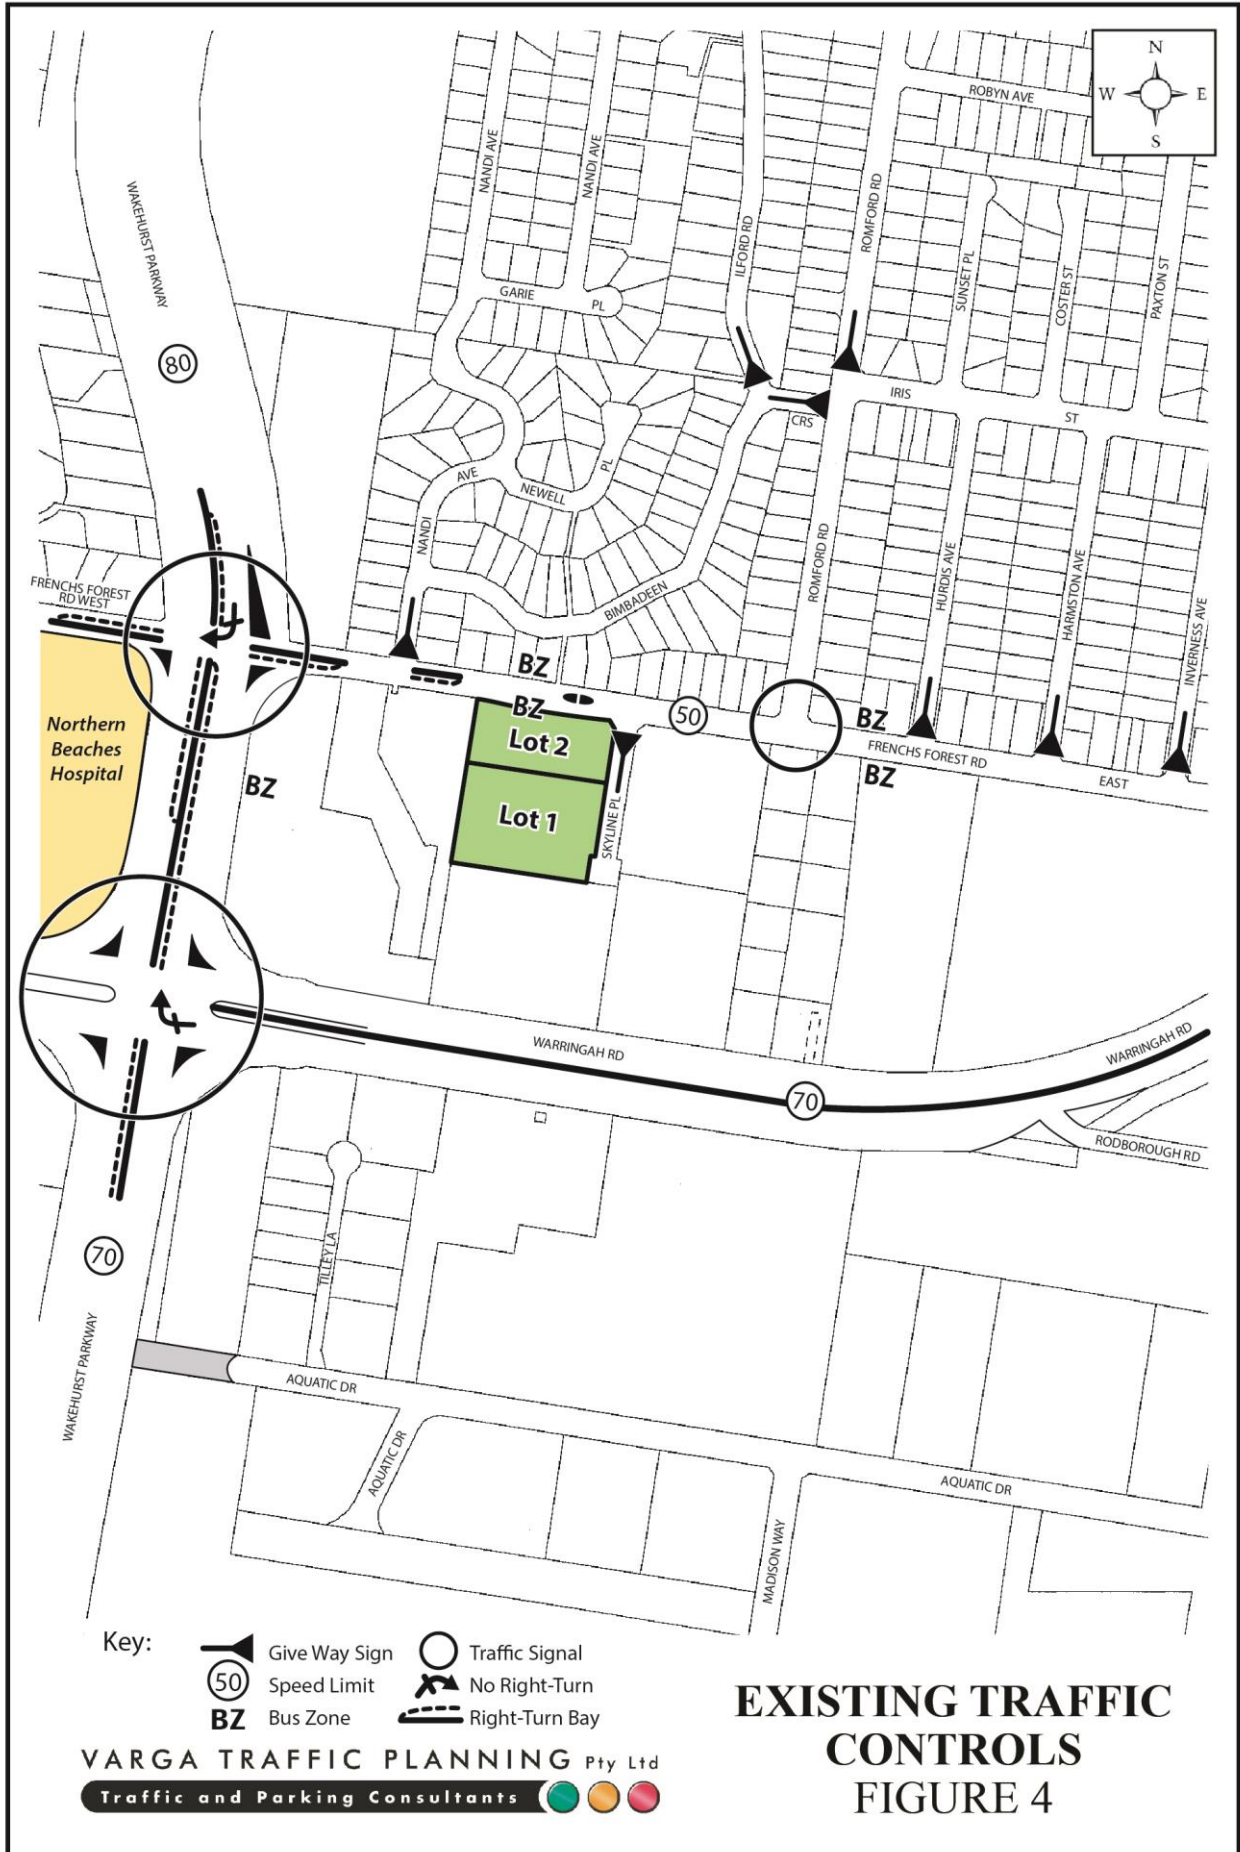 N
W E
S
ROBYN AVE
NANDI AVE
NANDI AVE
WAKEHURST PARKWAY
ILFORD RD
ROMFORD RD
SUNSET PL
COSTER ST
PAXTON ST
GARIE PL
80
IRIS ST
CRS
AVE
NEWELL PL
NANDI
BIMBADEEN
ROMFORD RD
HURDIS AVE
HARMSTON AVE
INVERNESS AVE
FRENCHS FOREST
RD WEST
BZ
BZ
50
BZ
FRENCHS FOREST RD EAST
BZ
Northern
Beaches
Hospital
BZ
Lot 2
Lot 1
SKYLINE PL
WARRINGAH RD
WARRINGAH RD
70
RODBOROUGH RD
70
TILLEY LA
WAKEHURST PARKWAY
AQUATIC DR
AQUATIC DR
AQUATIC DR
MADISON WAY
Key:
Give Way Sign
Traffic Signal
50 Speed Limit
No Right-Turn
BZ Bus Zone
Right-Turn Bay
VARGA TRAFFIC PLANNING Pty Ltd
Traffic and Parking Consultants
EXISTING TRAFFIC
CONTROLS
FIGURE 4